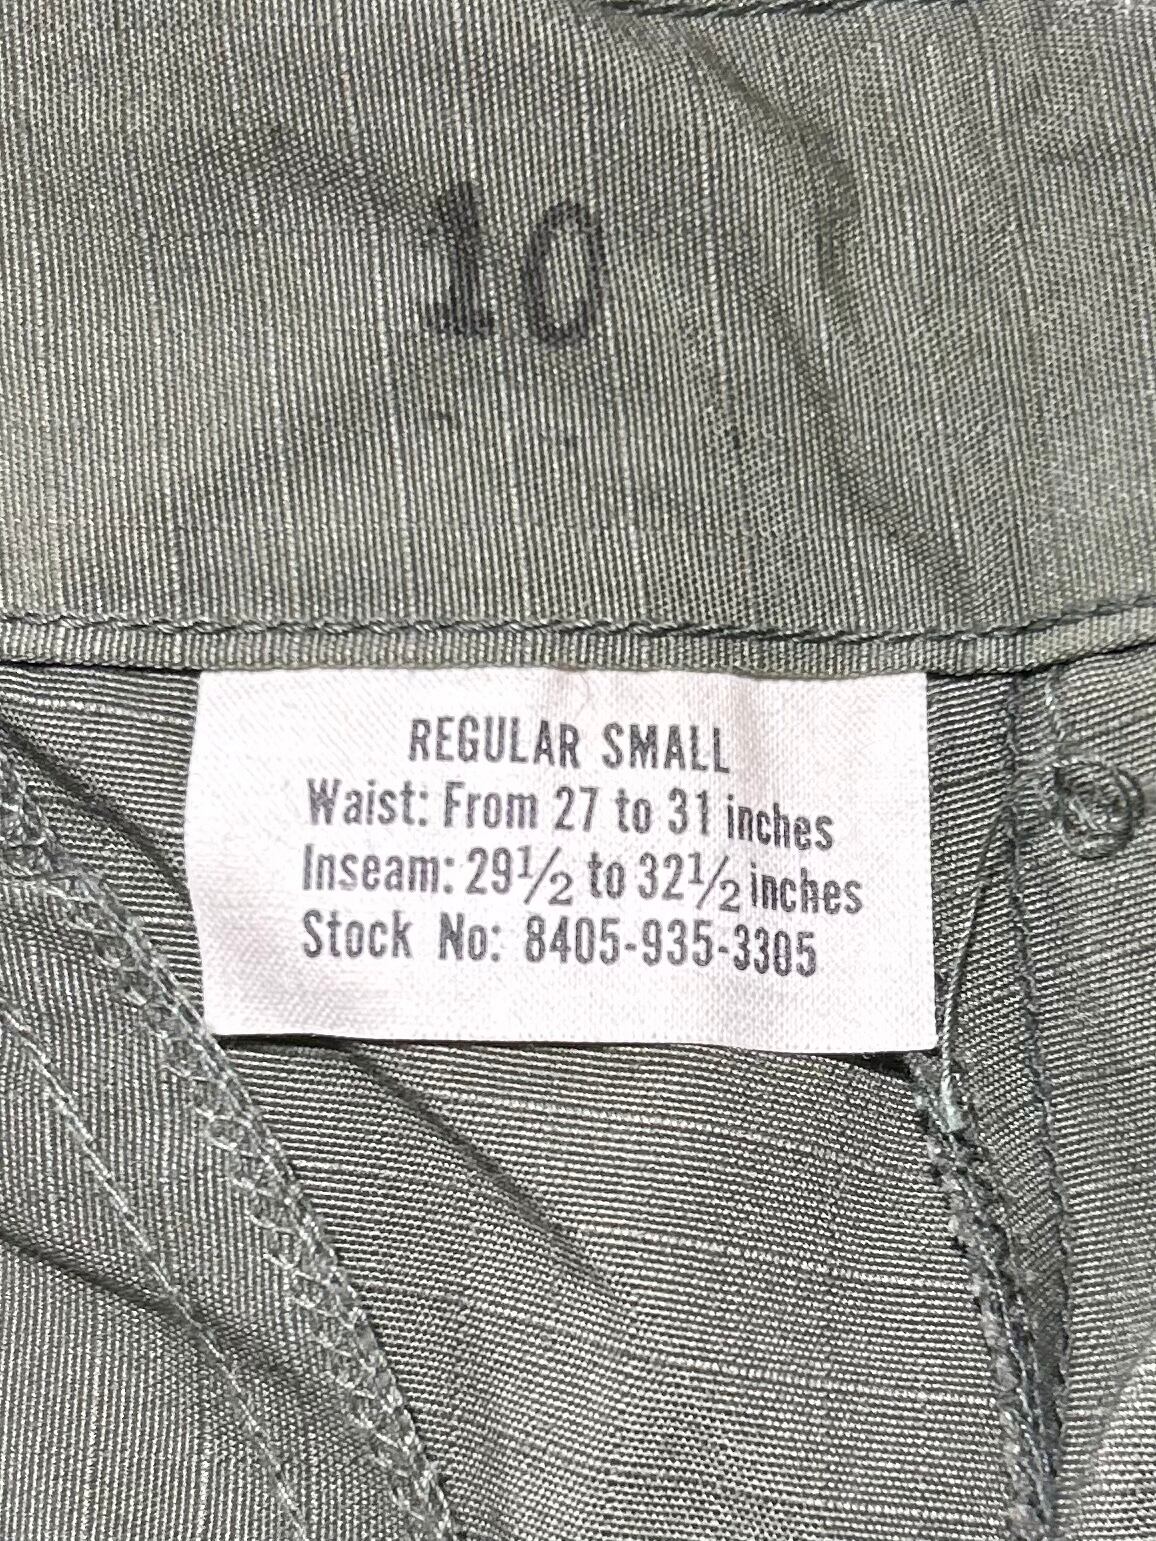 10
REGULAR SMALL
Waist: From 27 to 31 inches
Inseam: 29½ to 32½ inches
Stock No: 8405-935-3305